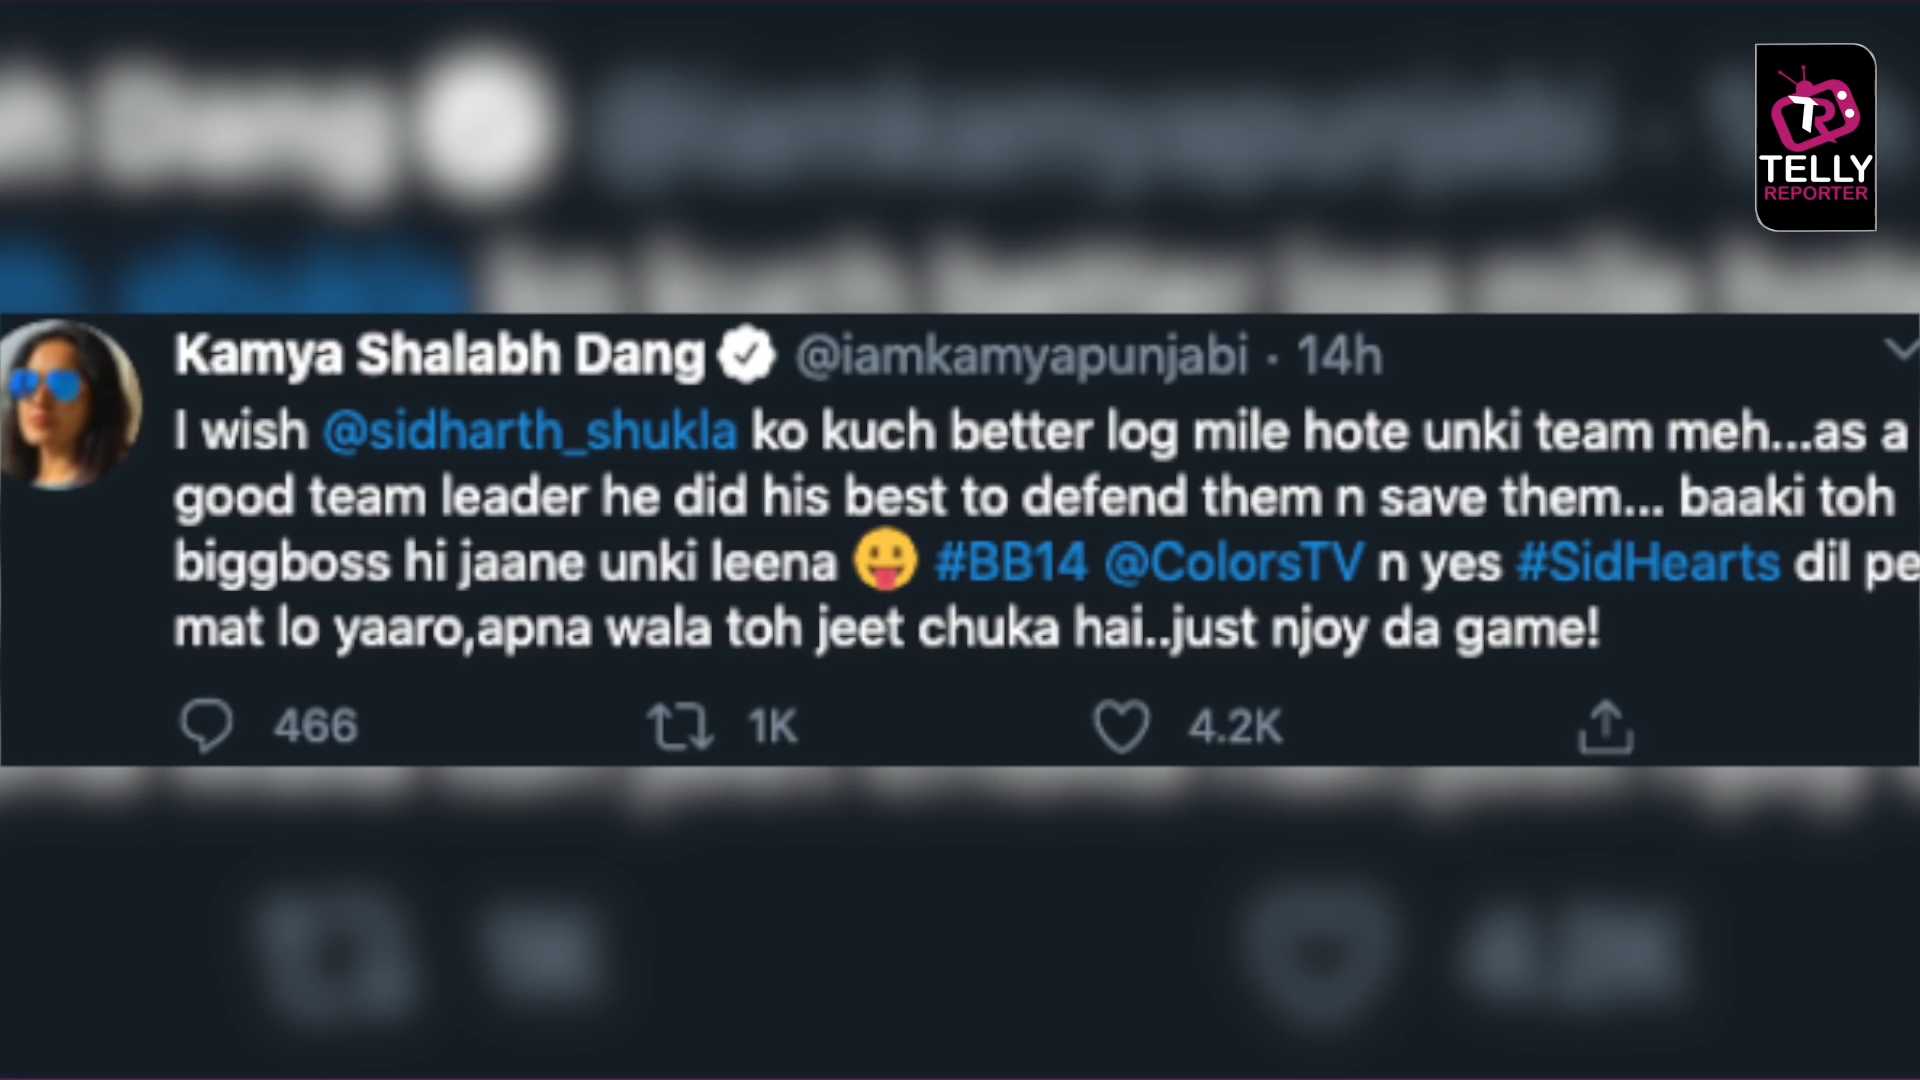 TELLY
REPORTER
Kamya Shalabh Dang @iamkamyapunjabi · 14h
I wish @sidharth_shukla ko kuch better log mile hote unki team meh...as a
good team leader he did his best to defend them n save them... baaki toh
biggboss hi jaane unki leena 😛 #BB14 @ColorsTV n yes #SidHearts dil pe
mat lo yaaro,apna wala toh jeet chuka hai..just njoy da game!
466 1K 4.2K